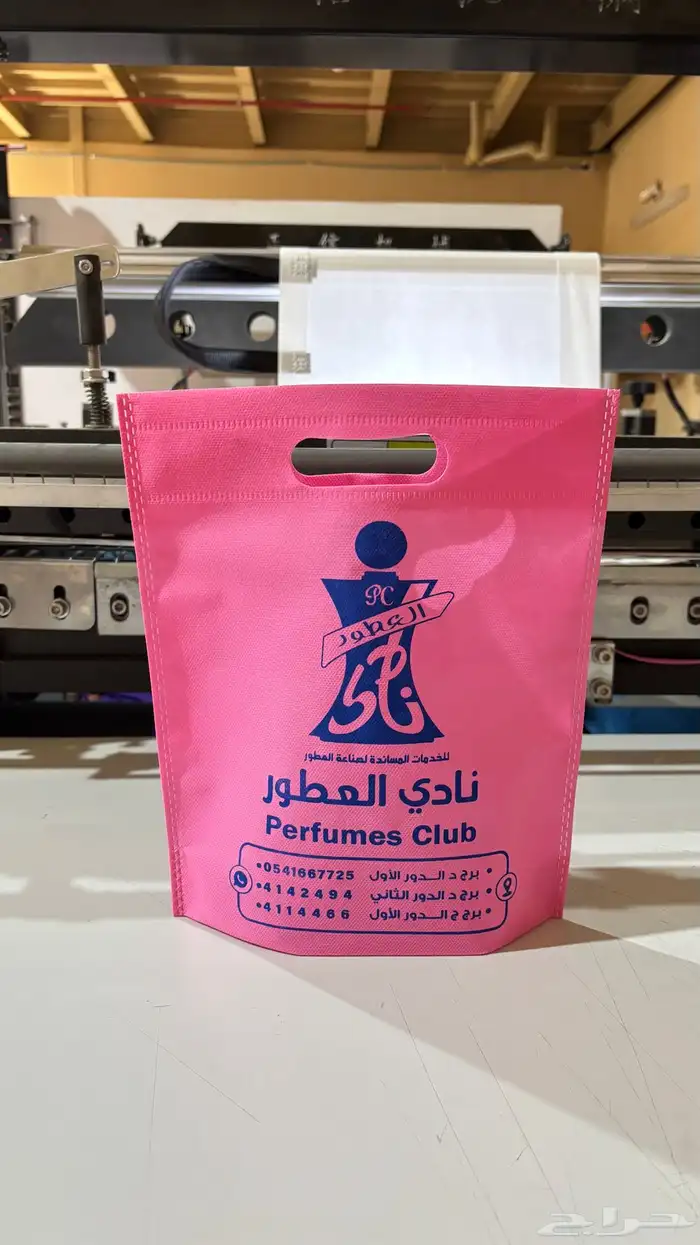 PC
العطور
نادي
للخدمات المساندة لصناعة العطور
نادي العطور
Perfumes Club
• برج د الدور الأول 0541667725•
• برج د الدور الثاني 4142494•
• برج ج الدور الأول 4114466•
حراج